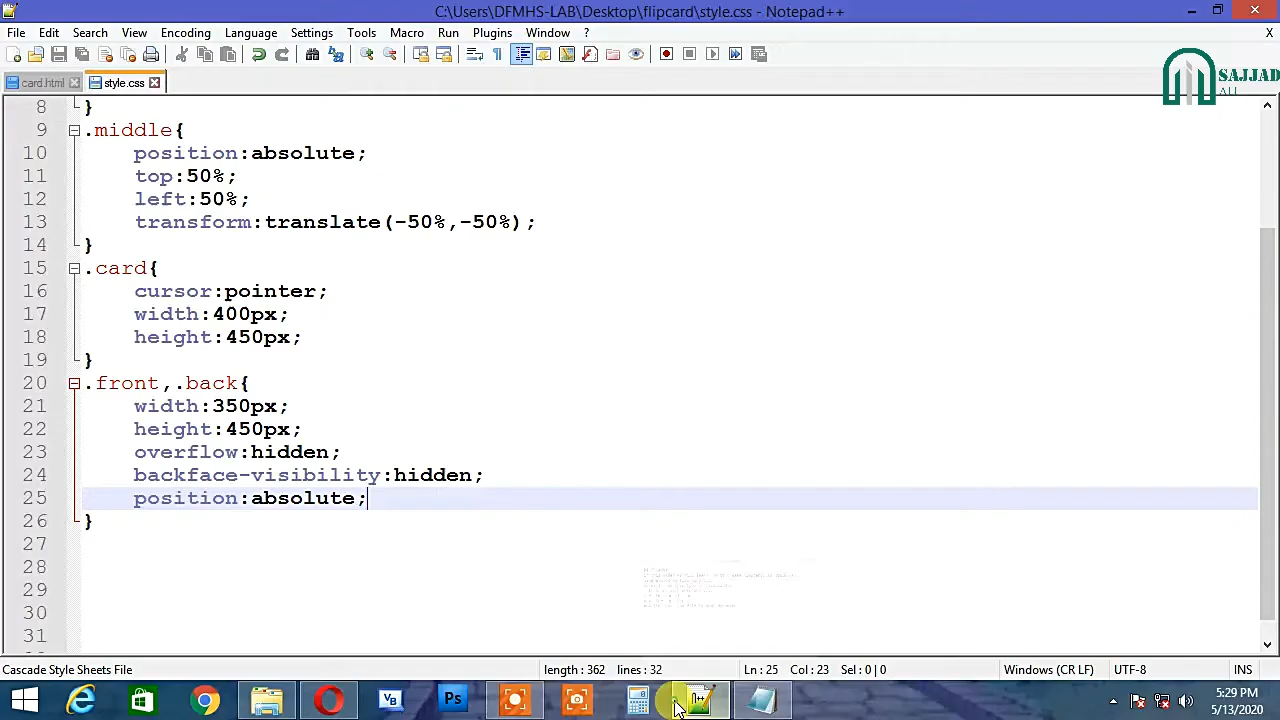 C:\Users\DFMHS-LAB\Desktop\flipcard\style.css - Notepad++
File Edit Search View Encoding Language Settings Tools Macro Run Plugins Window ? X
card.html style.css
SAJJAD
ALI
8 }
9 .middle{
10 position:absolute;
11 top:50%;
12 left:50%;
13 transform:translate(-50%,-50%);
14 }
15 .card{
16 cursor:pointer;
17 width:400px;
18 height:450px;
19 }
20 .front,.back{
21 width:350px;
22 height:450px;
23 overflow:hidden;
24 backface-visibility:hidden;
25 position:absolute;
26 }
27
28
29
30
31
Cascade Style Sheets File length : 362 lines : 32 Ln : 25 Col : 23 Sel : 0 | 0 Windows (CR LF) UTF-8 INS
VB Ps
5:29 PM
5/13/2020